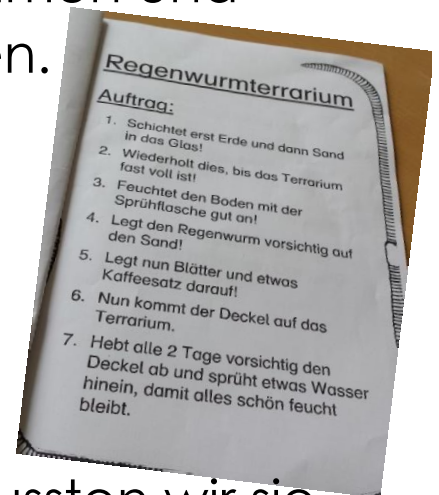 en.
Regenwurmterrarium
Auftrag:
1. Schichtet erst Erde und dann Sand
in das Glas!
2. Wiederholt dies, bis das Terrarium
fast voll ist!
3. Feuchtet den Boden mit der
Sprühflasche gut an!
4. Legt den Regenwurm vorsichtig auf
den Sand!
5. Legt nun Blätter und etwas
Kaffeesatz darauf!
6. Nun kommt der Deckel auf das
Terrarium.
7. Hebt alle 2 Tage vorsichtig den
Deckel ab und sprüht etwas Wasser
hinein, damit alles schön feucht
bleibt.
wir sie